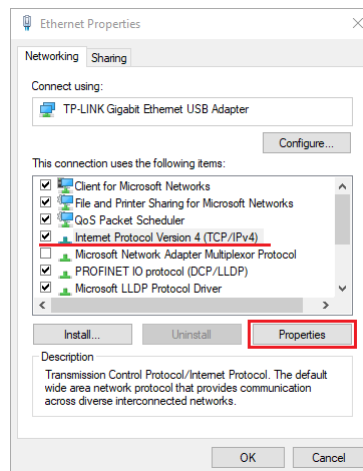 Ethernet Properties
Networking Sharing
Connect using:
TP-LINK Gigabit Ethernet USB Adapter
Configure...
This connection uses the following items:
Client for Microsoft Networks
File and Printer Sharing for Microsoft Networks
QoS Packet Scheduler
Internet Protocol Version 4 (TCP/IPv4)
Microsoft Network Adapter Multiplexor Protocol
PROFINET IO protocol (DCP/LLDP)
Microsoft LLDP Protocol Driver
Install... Uninstall Properties
Description
Transmission Control Protocol/Internet Protocol. The default
wide area network protocol that provides communication
across diverse interconnected networks.
OK Cancel